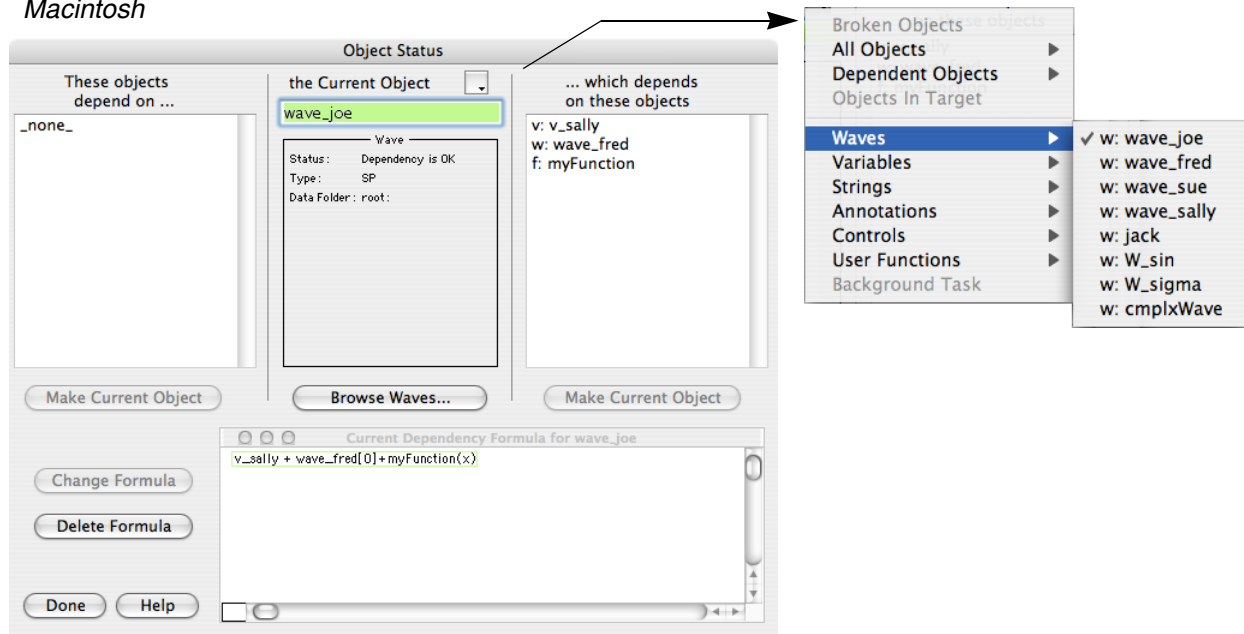 Macintosh
Object Status
These objects
depend on ...
_none_
Make Current Object
the Current Object
wave_joe
Wave
Status: Dependency is OK
Type: SP
Data Folder: root:
Browse Waves...
... which depends
on these objects
v: v_sally
w: wave_fred
f: myFunction
Make Current Object
Current Dependency Formula for wave_joe
v_sally + wave_fred[0]+myFunction(x)
Change Formula
Delete Formula
Done
Help
Broken Objects
All Objects
Dependent Objects
Objects In Target
Waves
Variables
Strings
Annotations
Controls
User Functions
Background Task
✓ w: wave_joe
w: wave_fred
w: wave_sue
w: wave_sally
w: jack
w: W_sin
w: W_sigma
w: cmplxWave